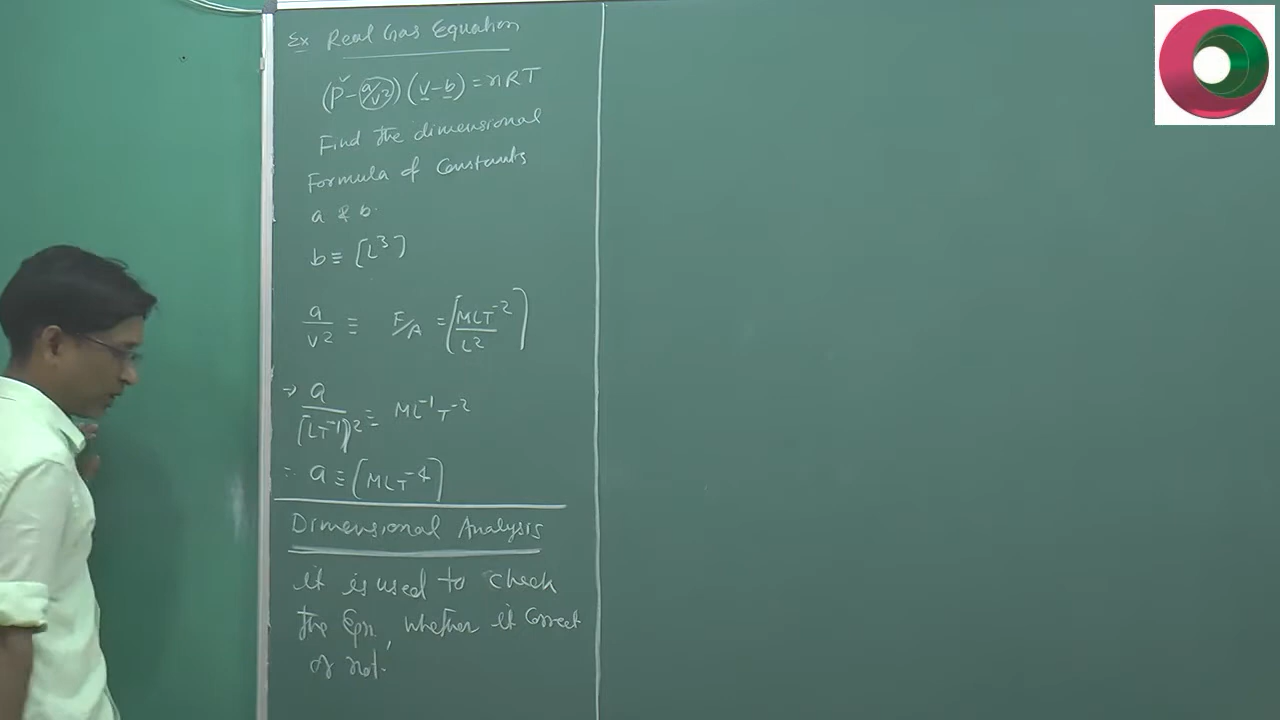 Ex Real Gas Equation
(P - a/v²) (v - b) = nRT
Find the dimensional
Formula of Constants
a & b.
b ≡ [L³]
a/v² ≡ F/A = [MLT⁻²/L²]
→ a/[LT⁻¹]² ≡ ML⁻¹T⁻²
∴ a ≡ [MLT⁻⁴]
Dimensional Analysis
it is used to check
the Eqn, whether it Correct
or not.